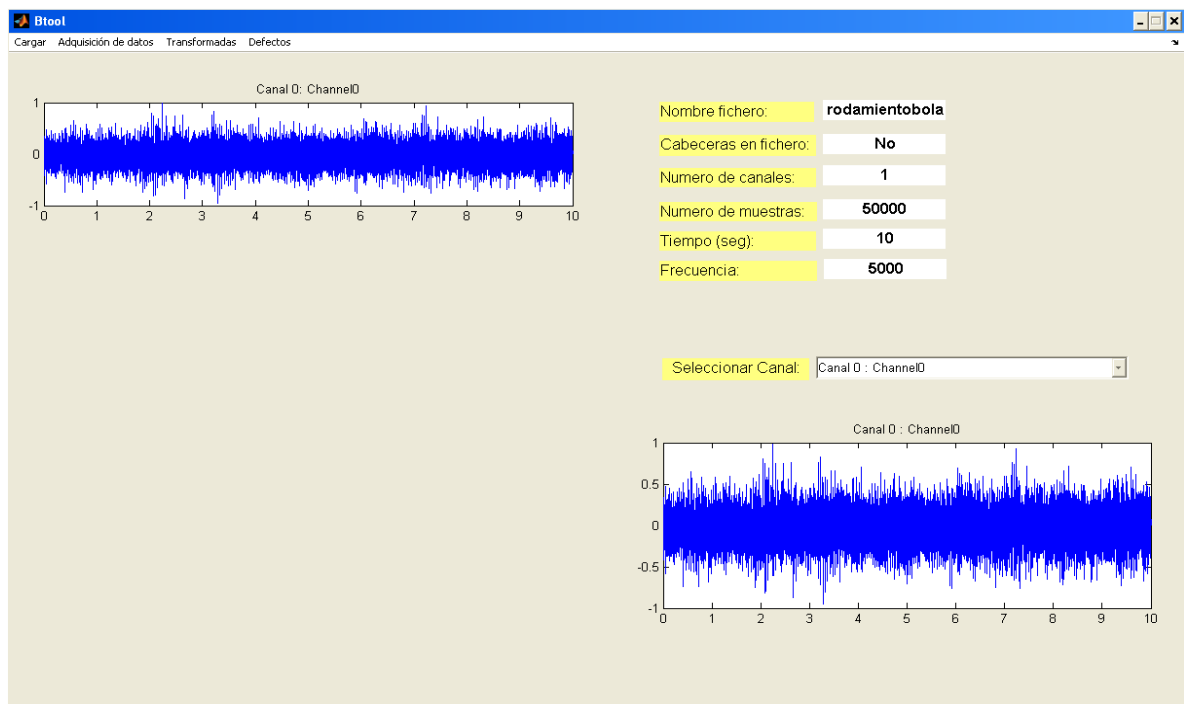 Btool
Cargar Adquisición de datos Transformadas Defectos
Canal 0: Channel0
1
0
-1
0 1 2 3 4 5 6 7 8 9 10
Nombre fichero: rodamientobola
Cabeceras en fichero: No
Numero de canales: 1
Numero de muestras: 50000
Tiempo (seg): 10
Frecuencia: 5000
Seleccionar Canal: Canal 0 : Channel0
Canal 0 : Channel0
1
0.5
0
-0.5
-1
0 1 2 3 4 5 6 7 8 9 10